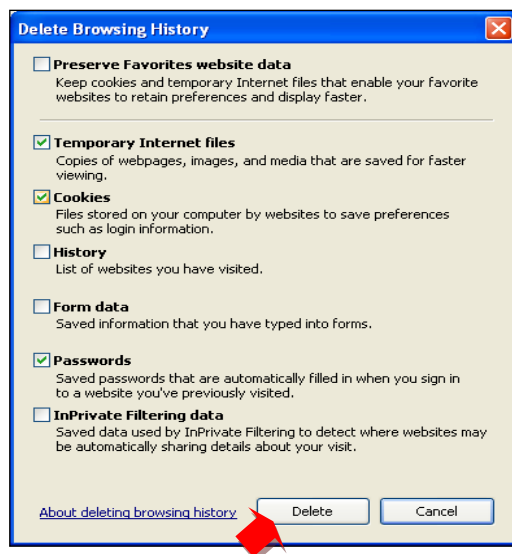 Delete Browsing History
Preserve Favorites website data
Keep cookies and temporary Internet files that enable your favorite
websites to retain preferences and display faster.
Temporary Internet files
Copies of webpages, images, and media that are saved for faster
viewing.
Cookies
Files stored on your computer by websites to save preferences
such as login information.
History
List of websites you have visited.
Form data
Saved information that you have typed into forms.
Passwords
Saved passwords that are automatically filled in when you sign in
to a website you've previously visited.
InPrivate Filtering data
Saved data used by InPrivate Filtering to detect where websites may
be automatically sharing details about your visit.
About deleting browsing history Delete Cancel